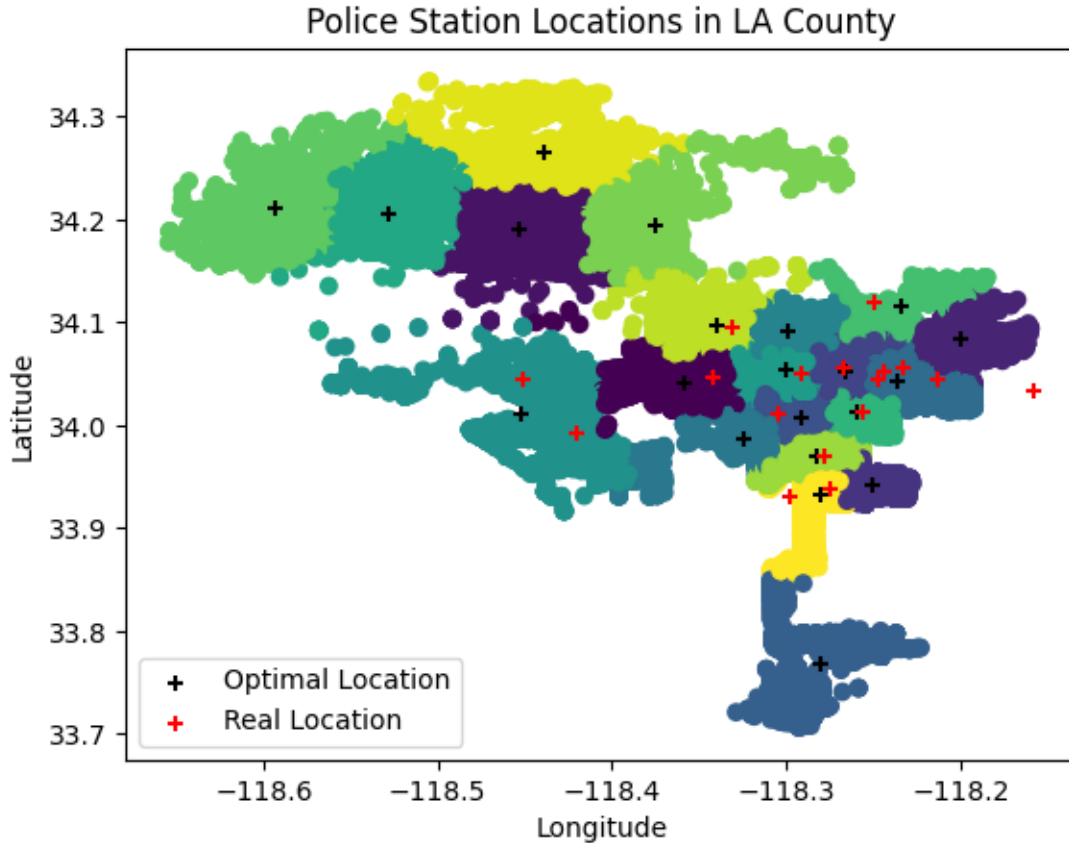 Police Station Locations in LA County
34.3
34.2
34.1
34.0
33.9
33.8
33.7
Latitude
Optimal Location
Real Location
−118.6 −118.5 −118.4 −118.3 −118.2
Longitude